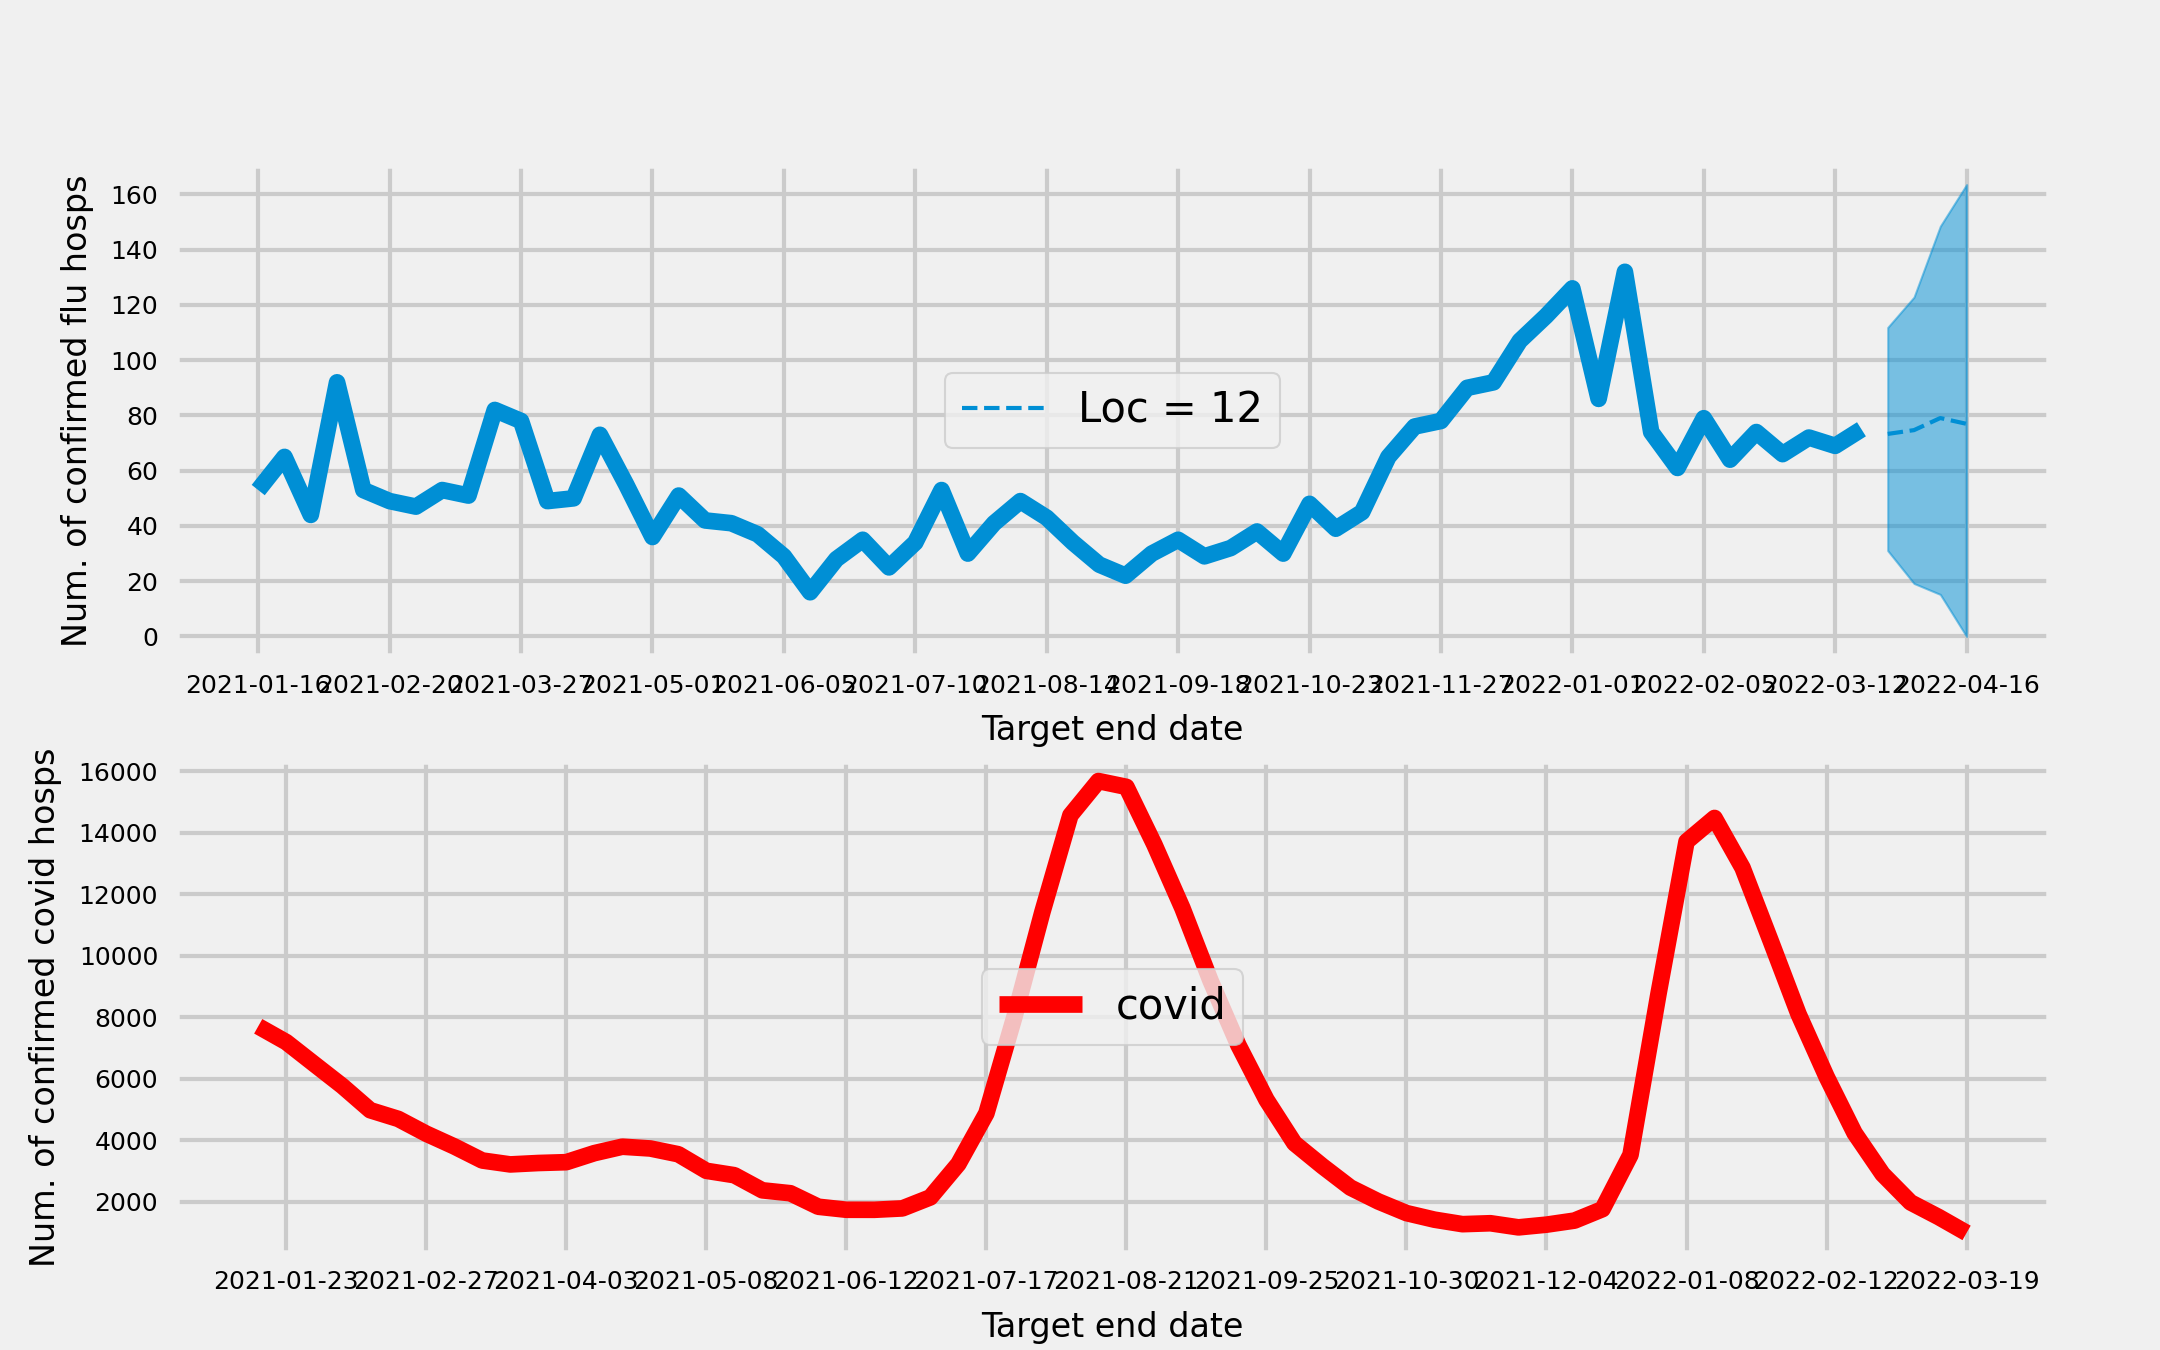 Num. of confirmed flu hosps
160
140
120
100
80
60
40
20
0
Loc = 12
2021-01-16 2021-02-20 2021-03-27 2021-05-01 2021-06-05 2021-07-10 2021-08-14 2021-09-18 2021-10-23 2021-11-27 2022-01-01 2022-02-05 2022-03-12 2022-04-16
Target end date
Num. of confirmed covid hosps
16000
14000
12000
10000
8000
6000
4000
2000
covid
2021-01-23 2021-02-27 2021-04-03 2021-05-08 2021-06-12 2021-07-17 2021-08-21 2021-09-25 2021-10-30 2021-12-04 2022-01-08 2022-02-12 2022-03-19
Target end date